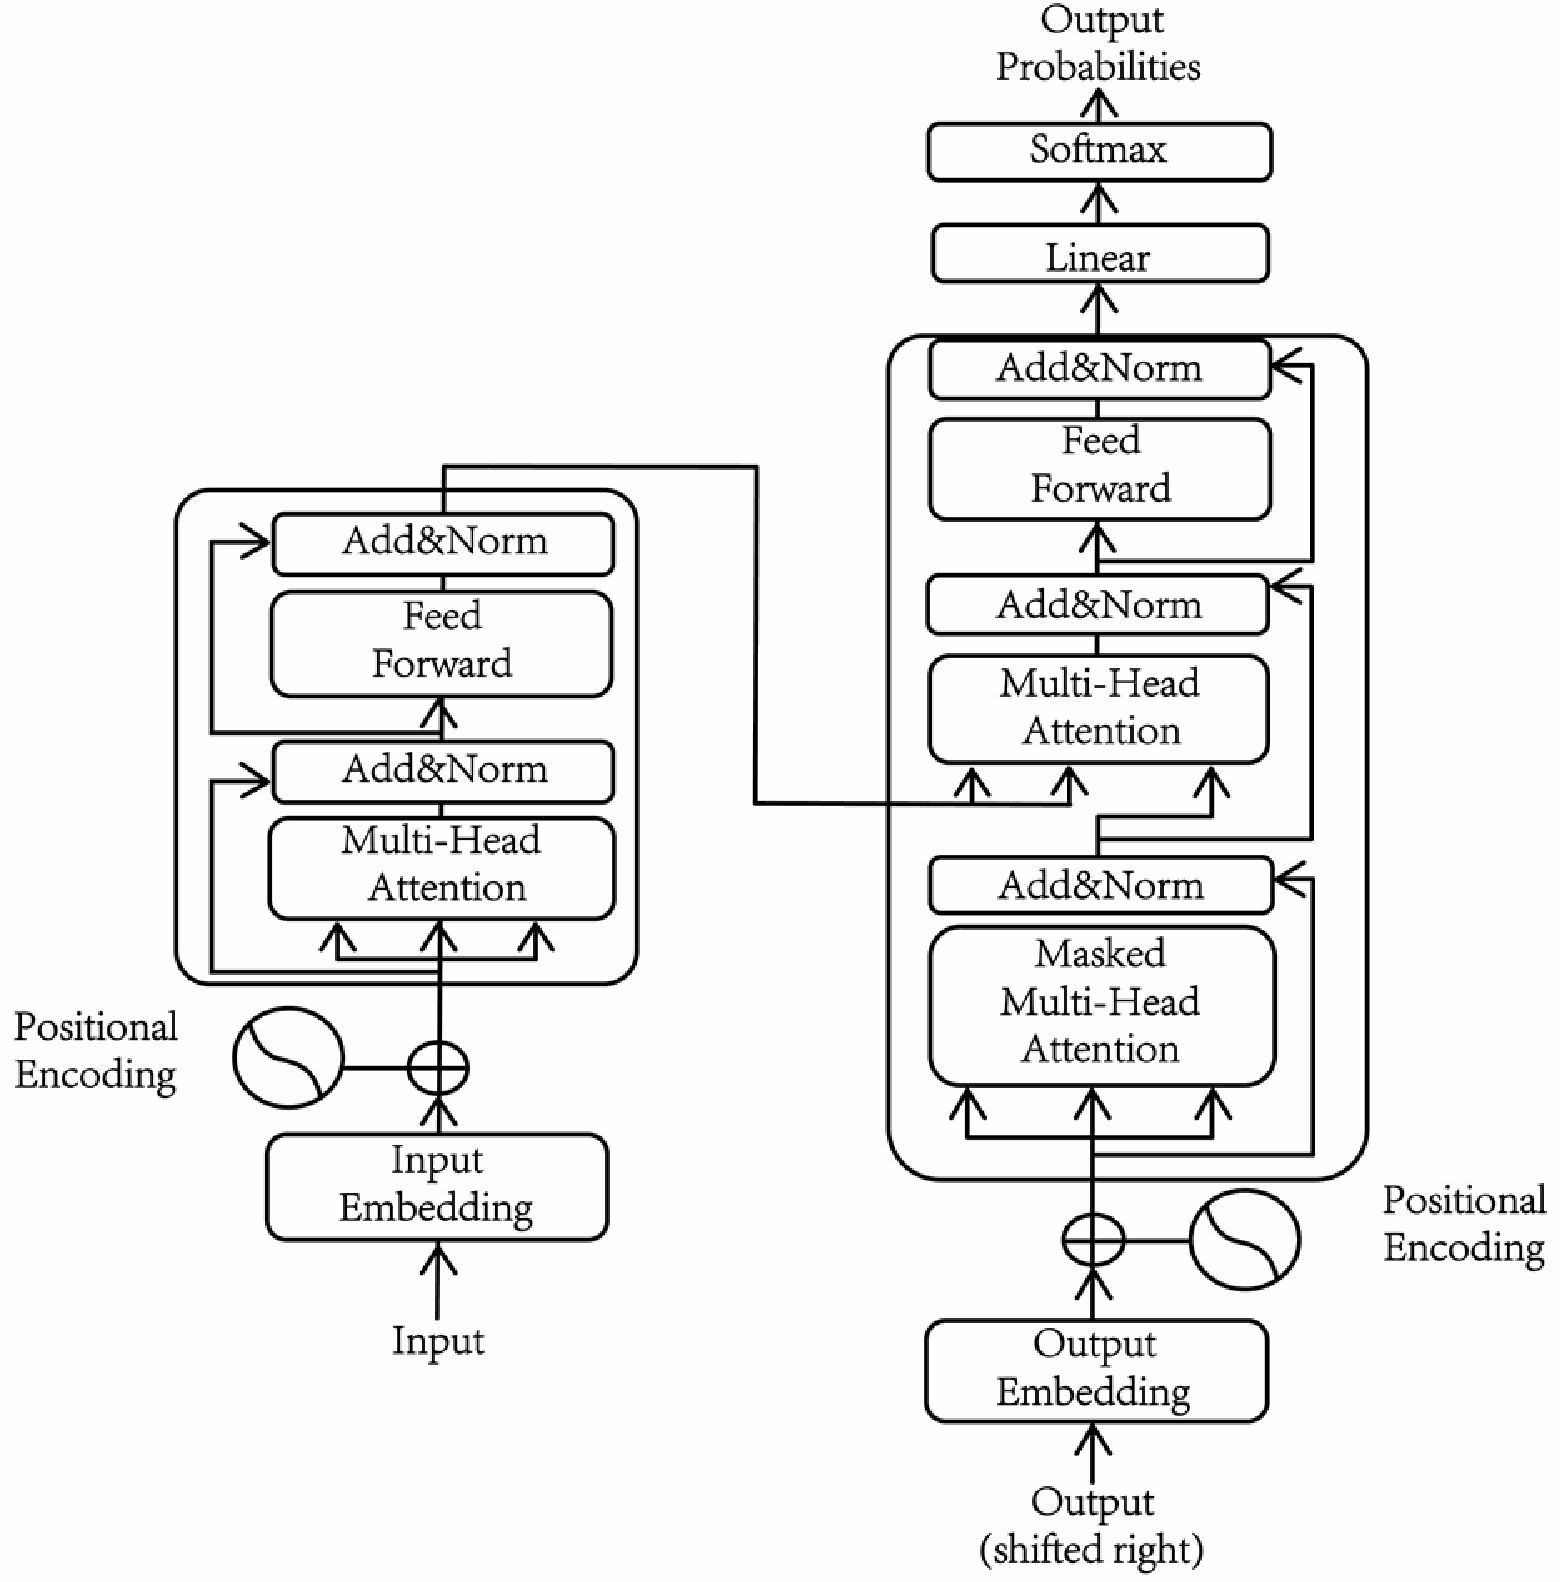 Output
Probabilities
Softmax
Linear
Add&Norm
Feed
Forward
Add&Norm
Multi-Head
Attention
Add&Norm
Masked
Multi-Head
Attention
Positional
Encoding
Output
Embedding
Output
(shifted right)
Add&Norm
Feed
Forward
Add&Norm
Multi-Head
Attention
Positional
Encoding
Input
Embedding
Input